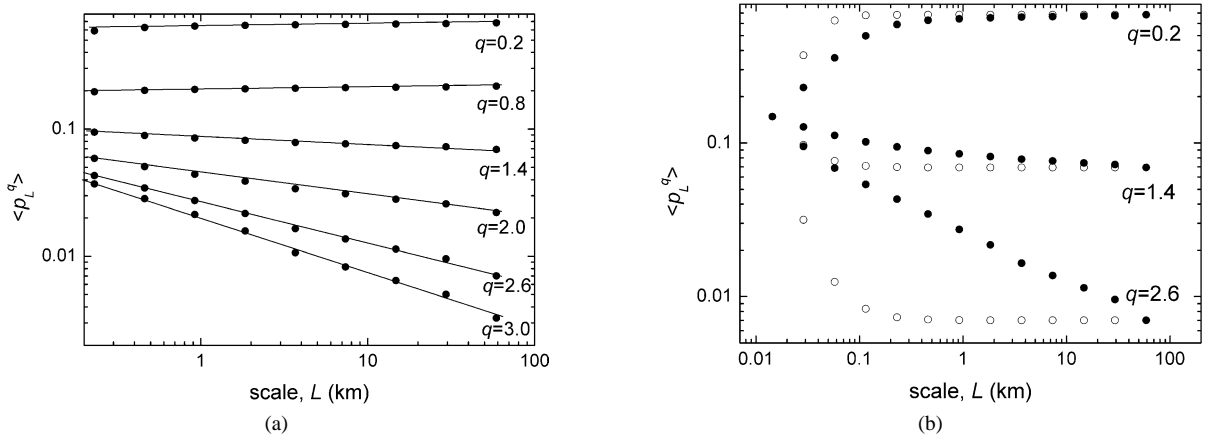 <p_L^q>
0.1
0.01
q=0.2
q=0.8
q=1.4
q=2.0
q=2.6
q=3.0
1
10
100
scale, L (km)
(a)
<p_L^q>
0.1
0.01
q=0.2
q=1.4
q=2.6
0.01
0.1
1
10
100
scale, L (km)
(b)